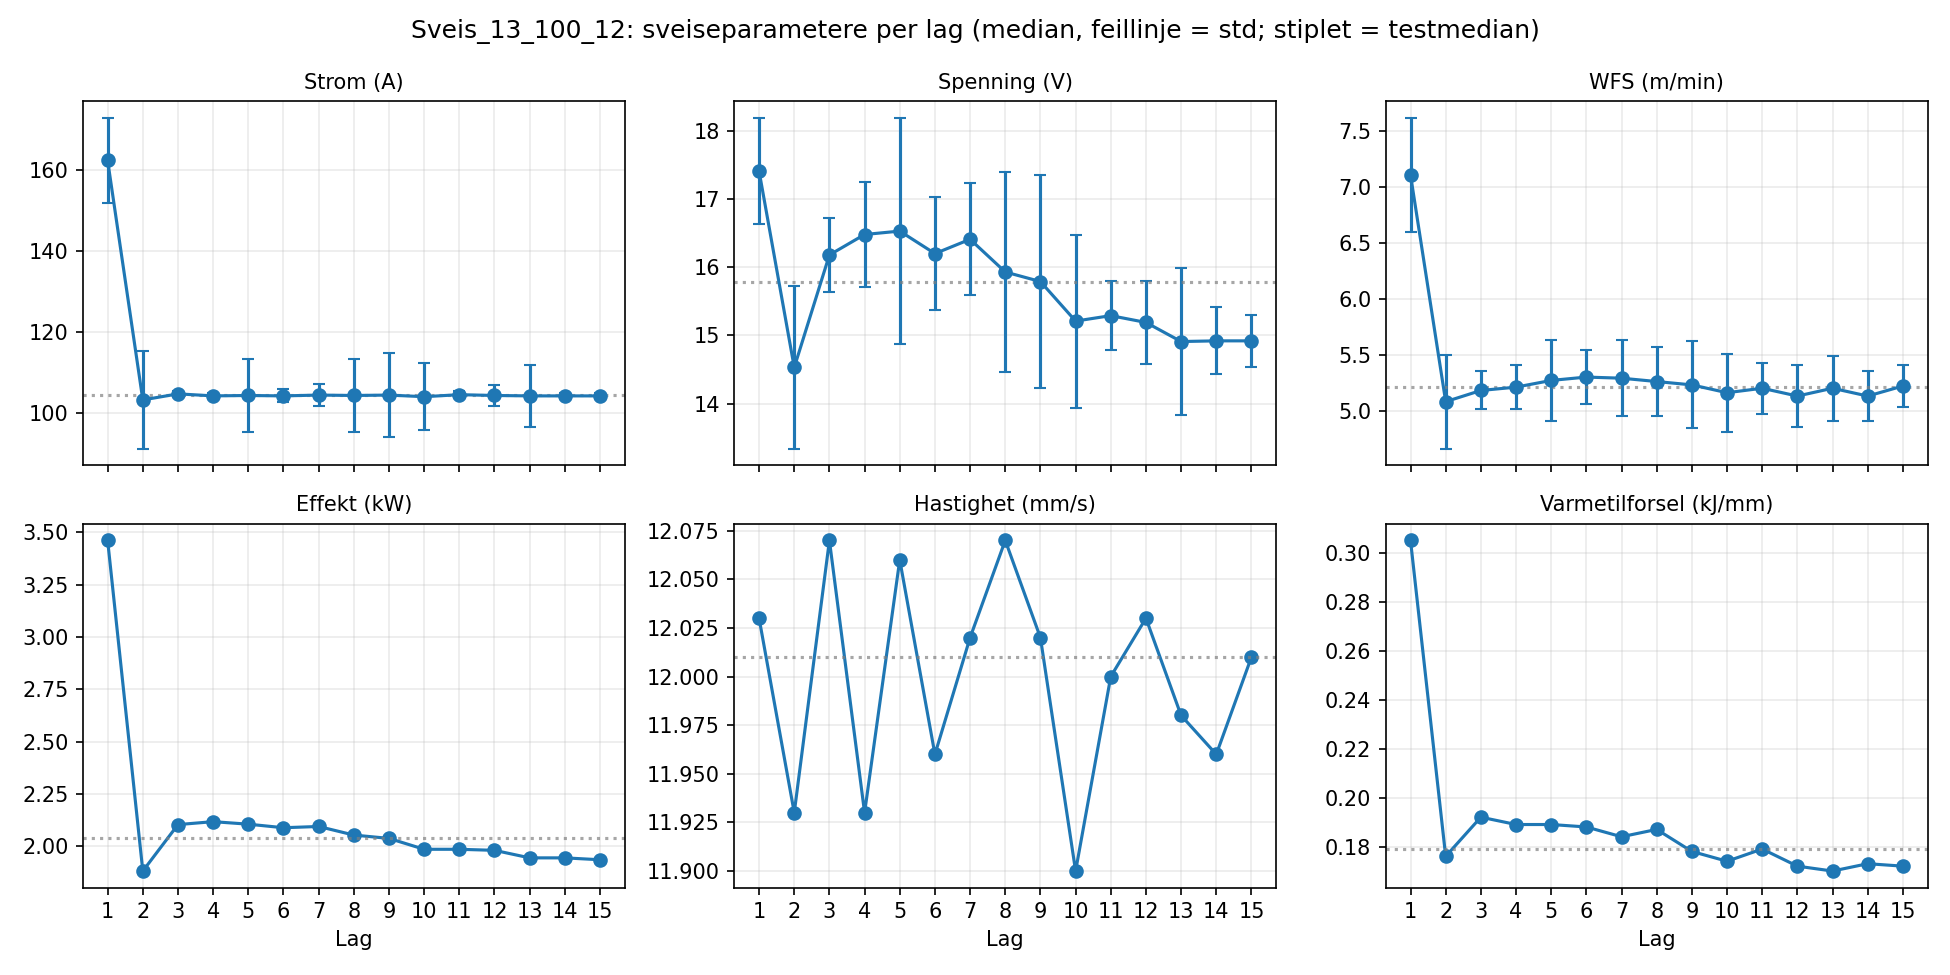 Sveis_13_100_12: sveiseparametere per lag (median, feillinje = std; stiplet = testmedian)
Strom (A)
160
140
120
100
Spenning (V)
18
17
16
15
14
WFS (m/min)
7.5
7.0
6.5
6.0
5.5
5.0
Effekt (kW)
3.50
3.25
3.00
2.75
2.50
2.25
2.00
1 2 3 4 5 6 7 8 9 10 11 12 13 14 15
Lag
Hastighet (mm/s)
12.075
12.050
12.025
12.000
11.975
11.950
11.925
11.900
1 2 3 4 5 6 7 8 9 10 11 12 13 14 15
Lag
Varmetilforsel (kJ/mm)
0.30
0.28
0.26
0.24
0.22
0.20
0.18
1 2 3 4 5 6 7 8 9 10 11 12 13 14 15
Lag